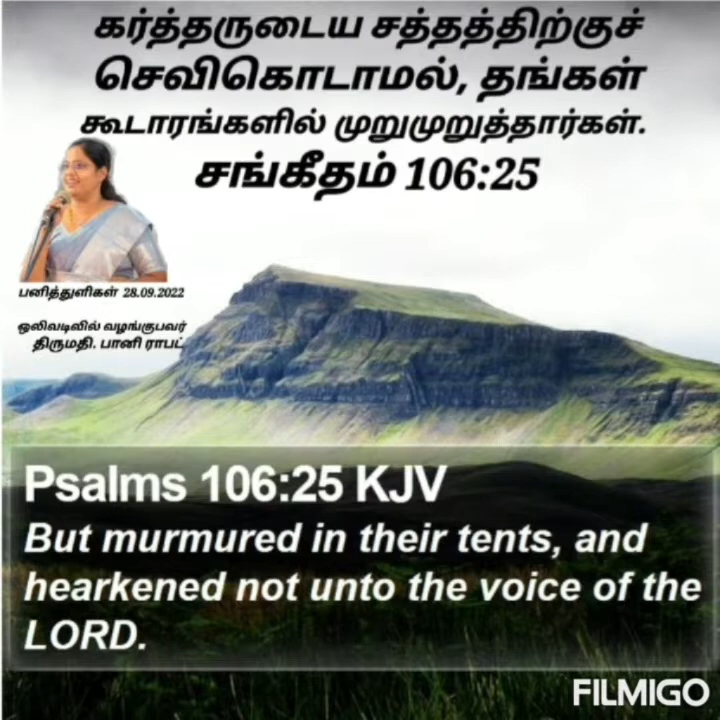 கர்த்தருடைய சத்தத்திற்குச்
செவிகொடாமல், தங்கள்
கூடாரங்களில் முறுமுறுத்தார்கள்.
சங்கீதம் 106:25
பனித்துளிகள் 28.09.2022
ஒலிவடிவில் வழங்குபவர்
திருமதி. பானி ராபட்
Psalms 106:25 KJV
But murmured in their tents, and
hearkened not unto the voice of the
LORD.
FILMIGO